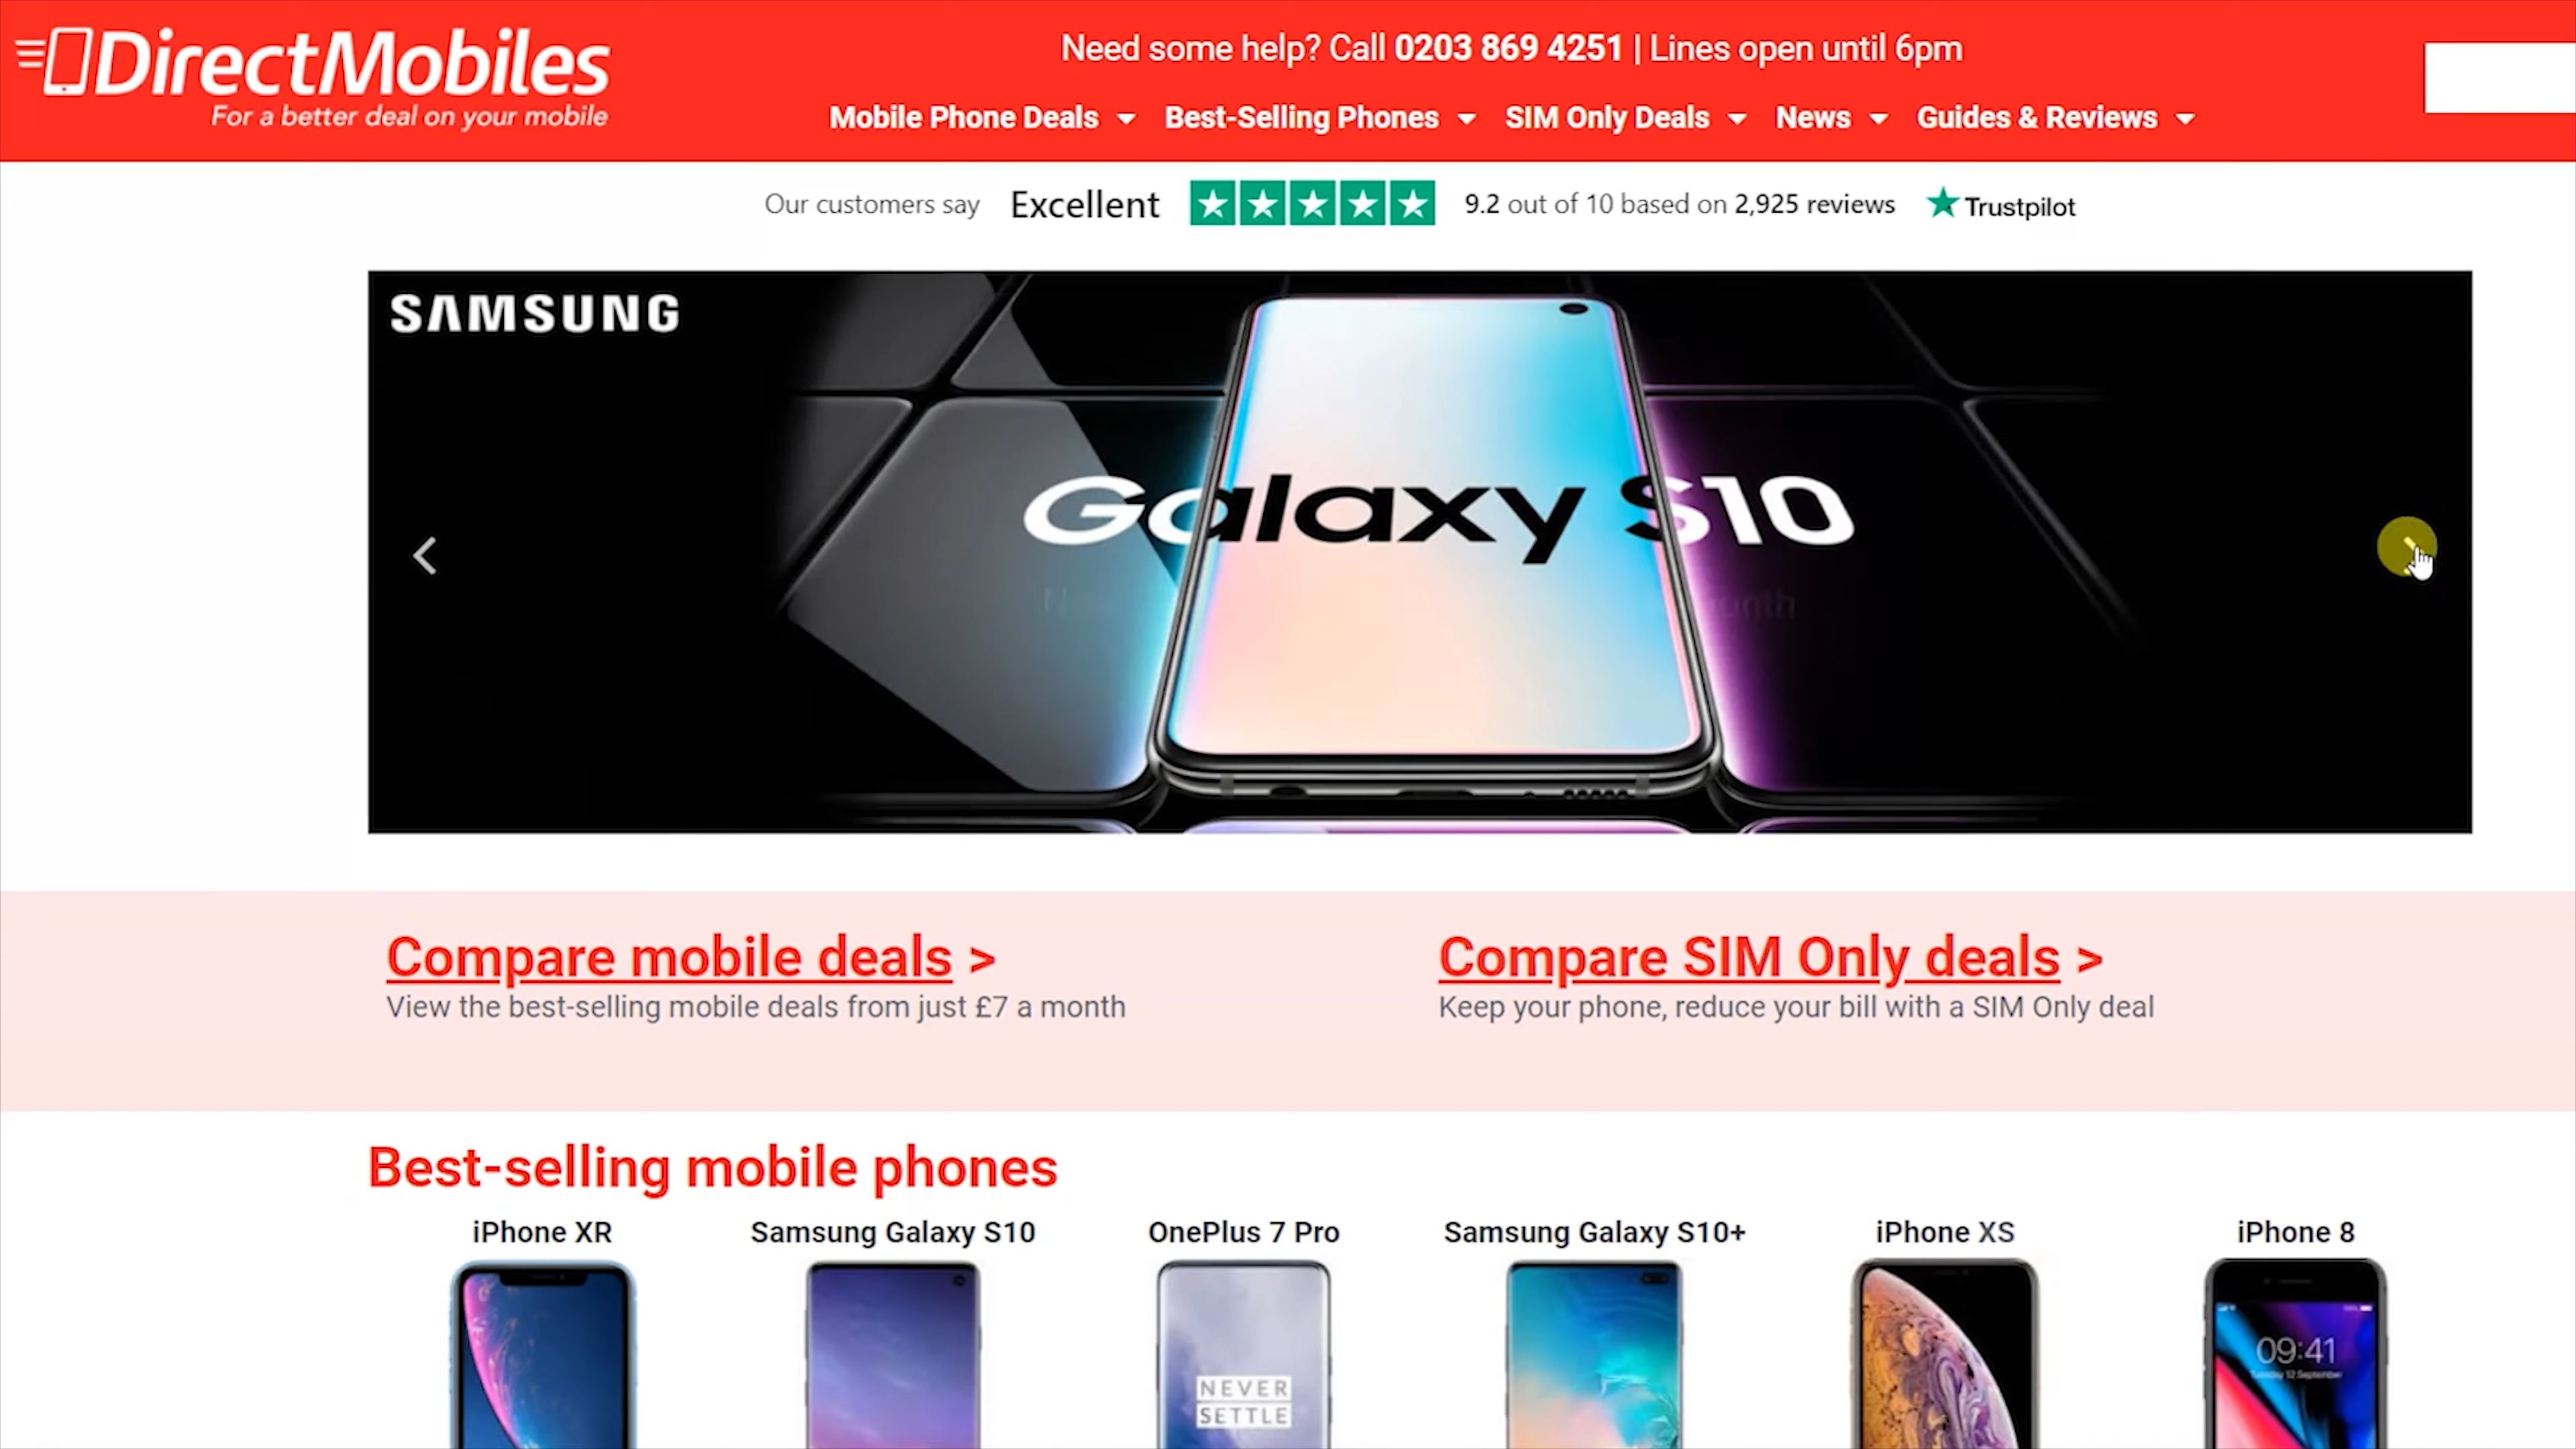 DirectMobiles
For a better deal on your mobile
Need some help? Call 0203 869 4251 | Lines open until 6pm
Mobile Phone Deals Best-Selling Phones SIM Only Deals News Guides & Reviews
Our customers say Excellent 9.2 out of 10 based on 2,925 reviews Trustpilot
SAMSUNG
Galaxy S10
Compare mobile deals >
View the best-selling mobile deals from just £7 a month
Compare SIM Only deals >
Keep your phone, reduce your bill with a SIM Only deal
Best-selling mobile phones
iPhone XR Samsung Galaxy S10 OnePlus 7 Pro Samsung Galaxy S10+ iPhone XS iPhone 8
NEVER
SETTLE
09:41
Tuesday 12 September